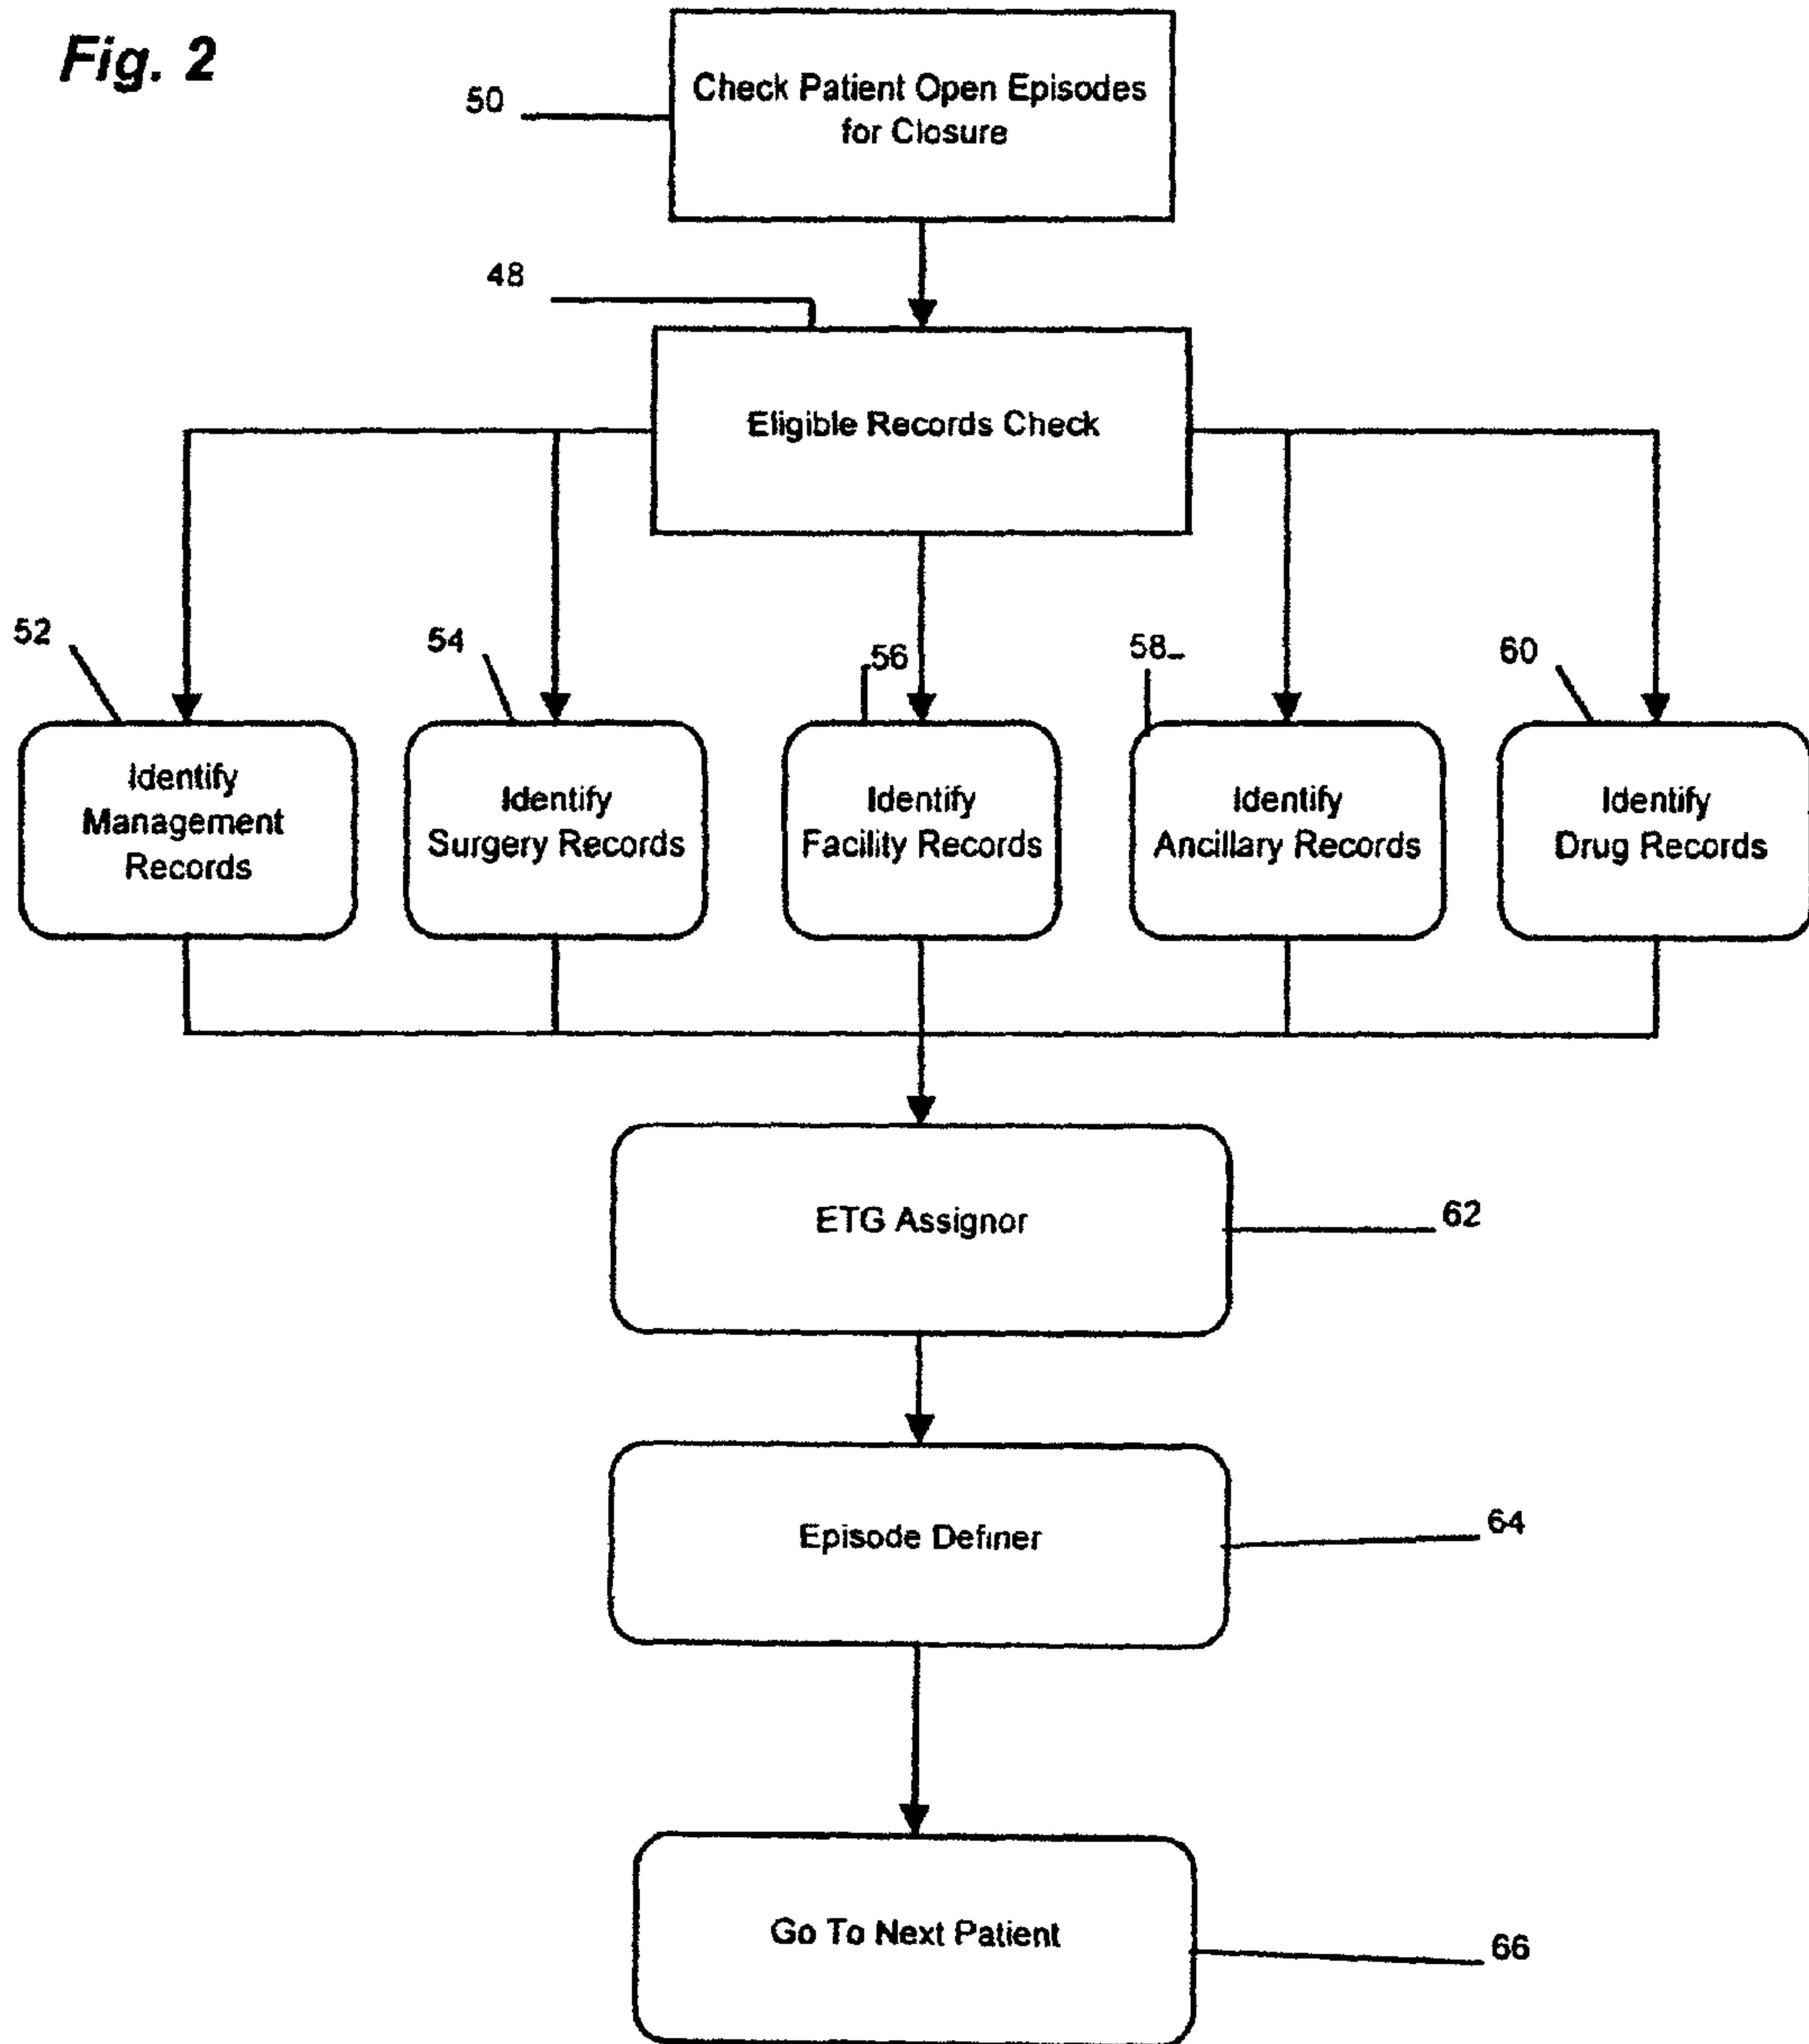 Fig. 2
50
Check Patient Open Episodes
for Closure
48
Eligible Records Check
52
54
56
58
60
Identify
Management
Records
Identify
Surgery Records
Identify
Facility Records
Identify
Ancillary Records
Identify
Drug Records
ETG Assignor
62
Episode Definer
64
Go To Next Patient
66